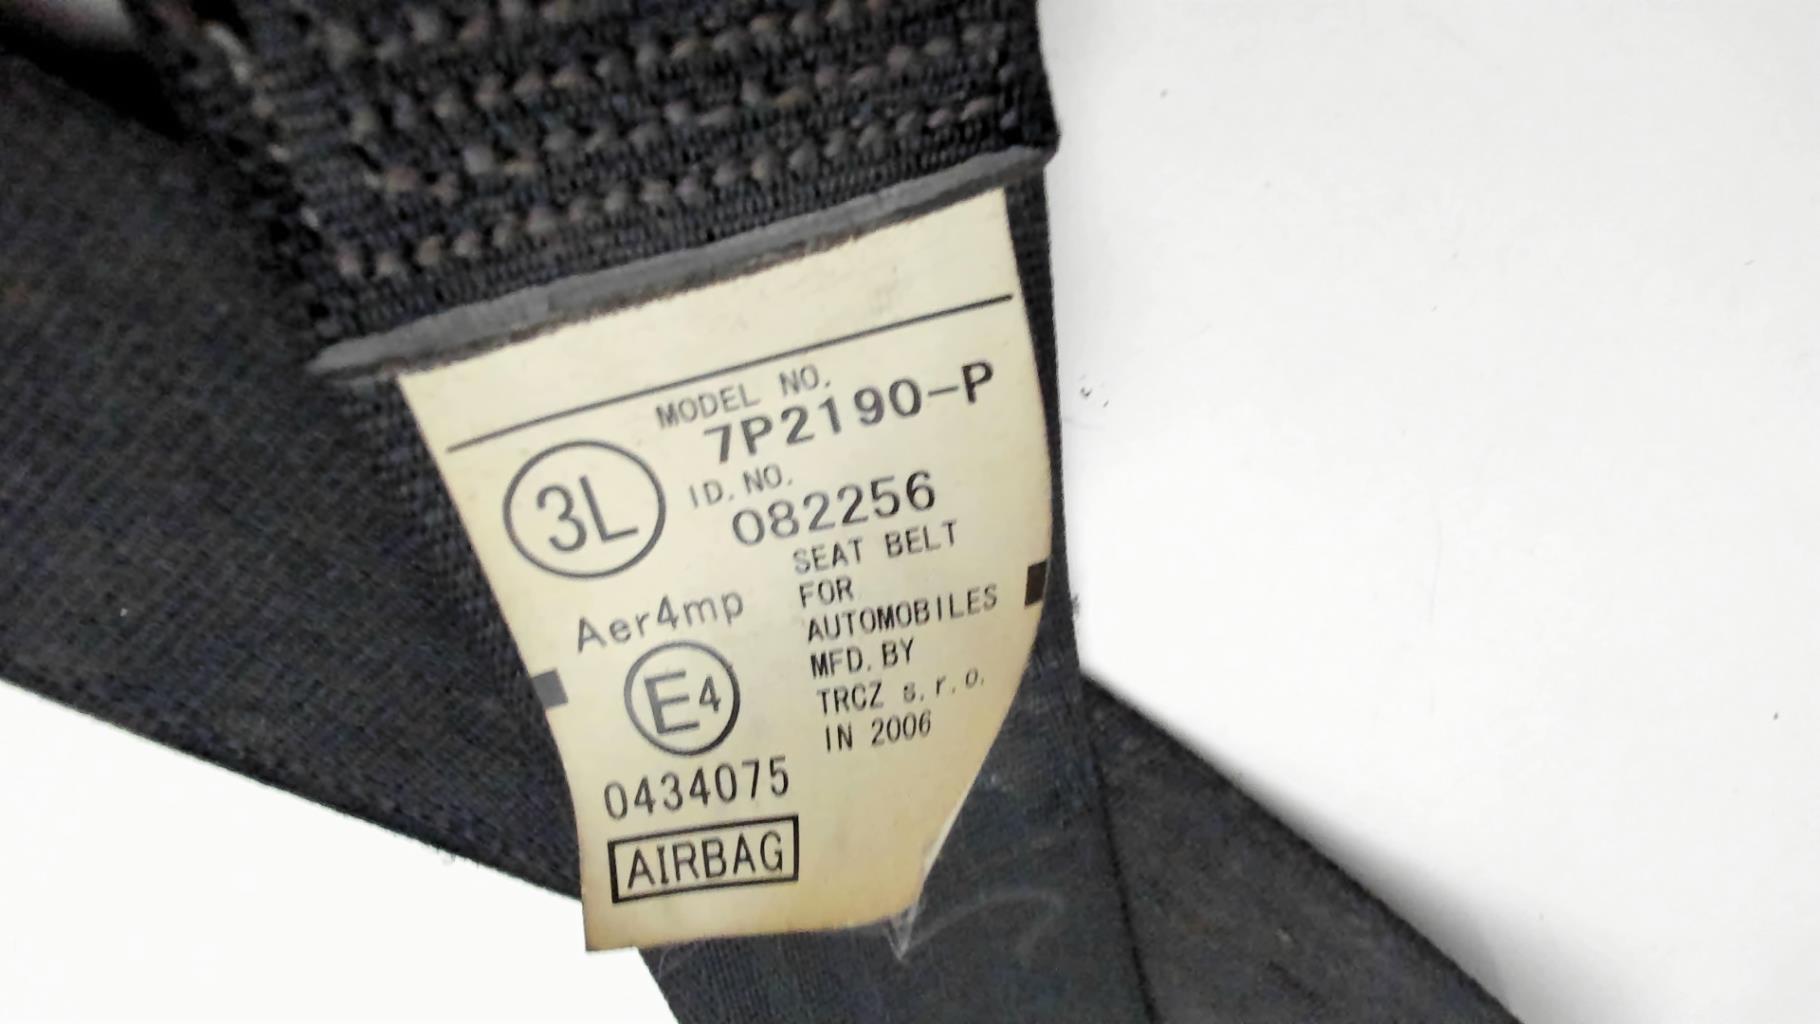 MODEL NO.
7P2190-P
3L
ID. NO.
082256
SEAT BELT
FOR
AUTOMOBILES
MFD. BY
TRCZ s. r. o.
IN 2006
Aer4mp
E4
0434075
AIRBAG